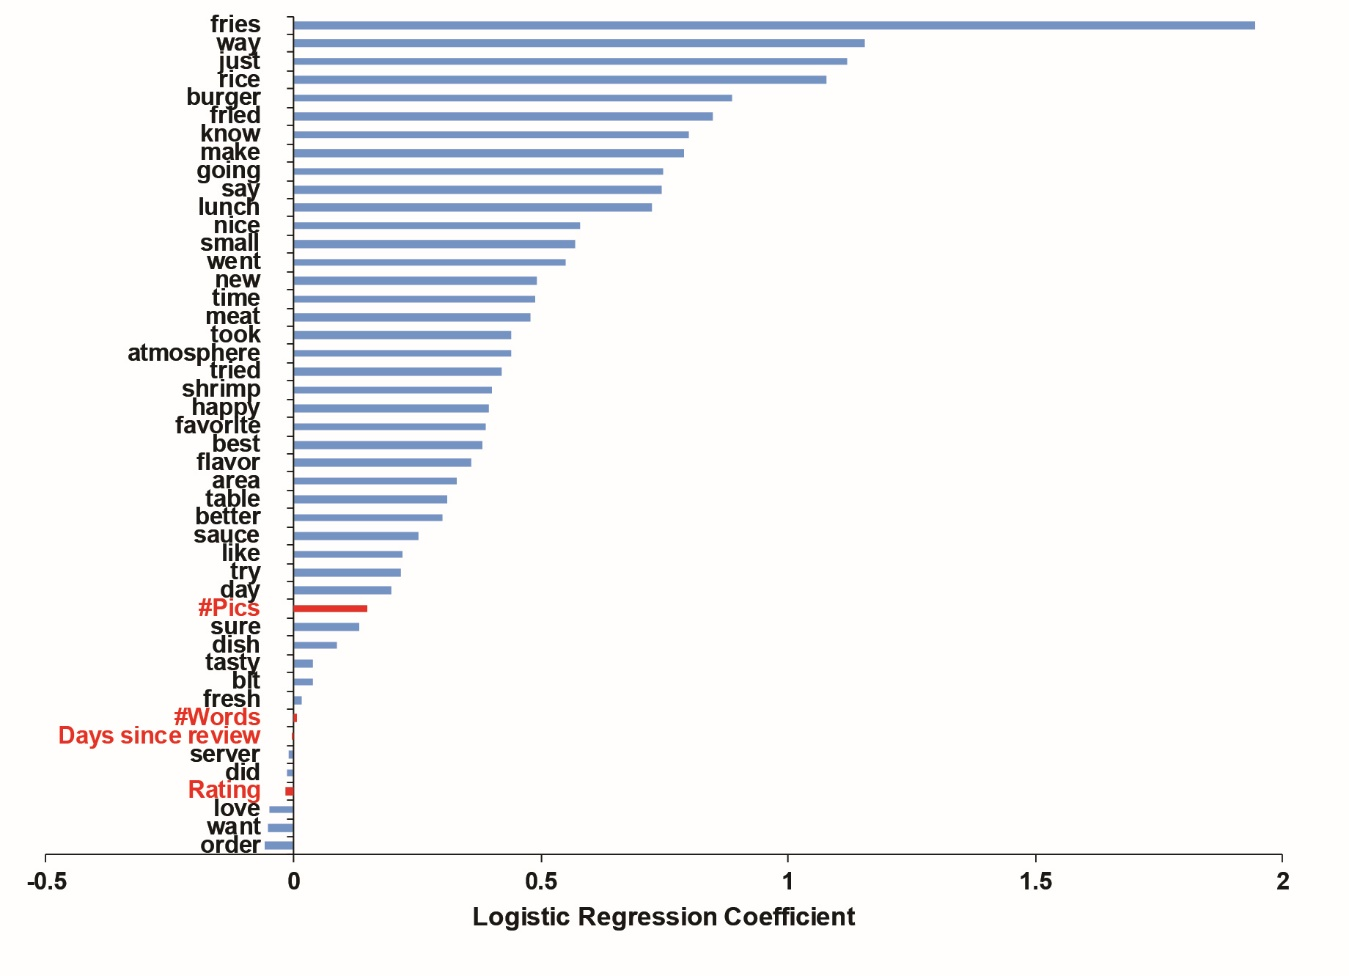 fries
way
just
rice
burger
fried
know
make
going
say
lunch
nice
small
went
new
time
meat
took
atmosphere
tried
shrimp
happy
favorite
best
flavor
area
table
better
sauce
like
try
day
#Pics
sure
dish
tasty
bit
fresh
#Words
Days since review
server
did
Rating
love
want
order
-0.5 0 0.5 1 1.5 2
Logistic Regression Coefficient